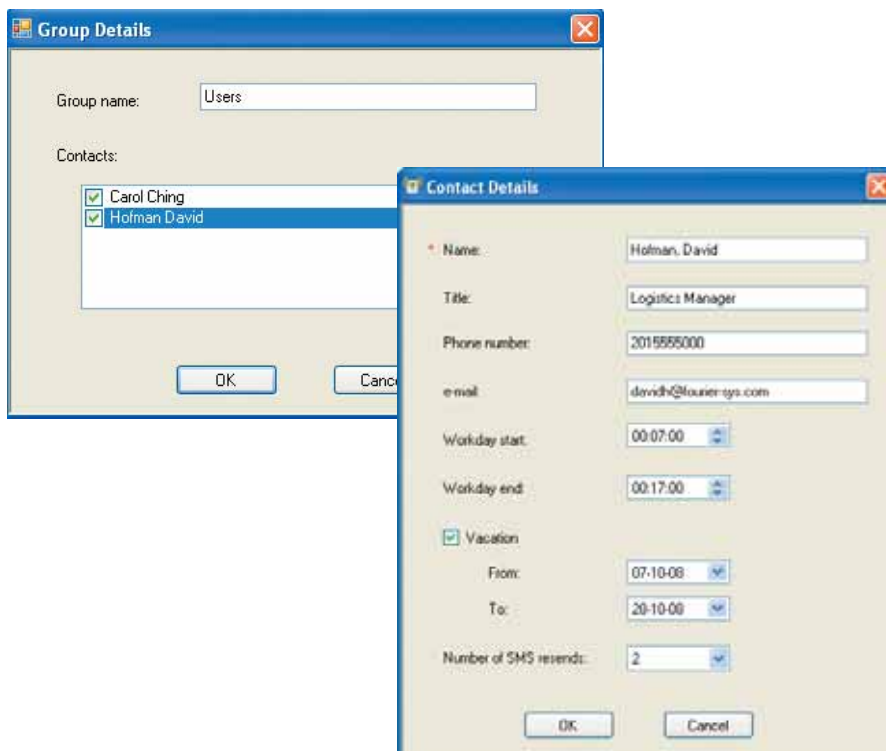 Group Details
Group name: Users
Contacts:
Carol Ching
Hofman David
OK
Contact Details
* Name: Hofman, David
Title: Logistics Manager
Phone number: 2015555000
e-mail: davidh@fourier-sys.com
Workday start: 00:07:00
Workday end: 00:17:00
Vacation
From: 07-10-08
To: 20-10-08
Number of SMS resends: 2
OK Cancel